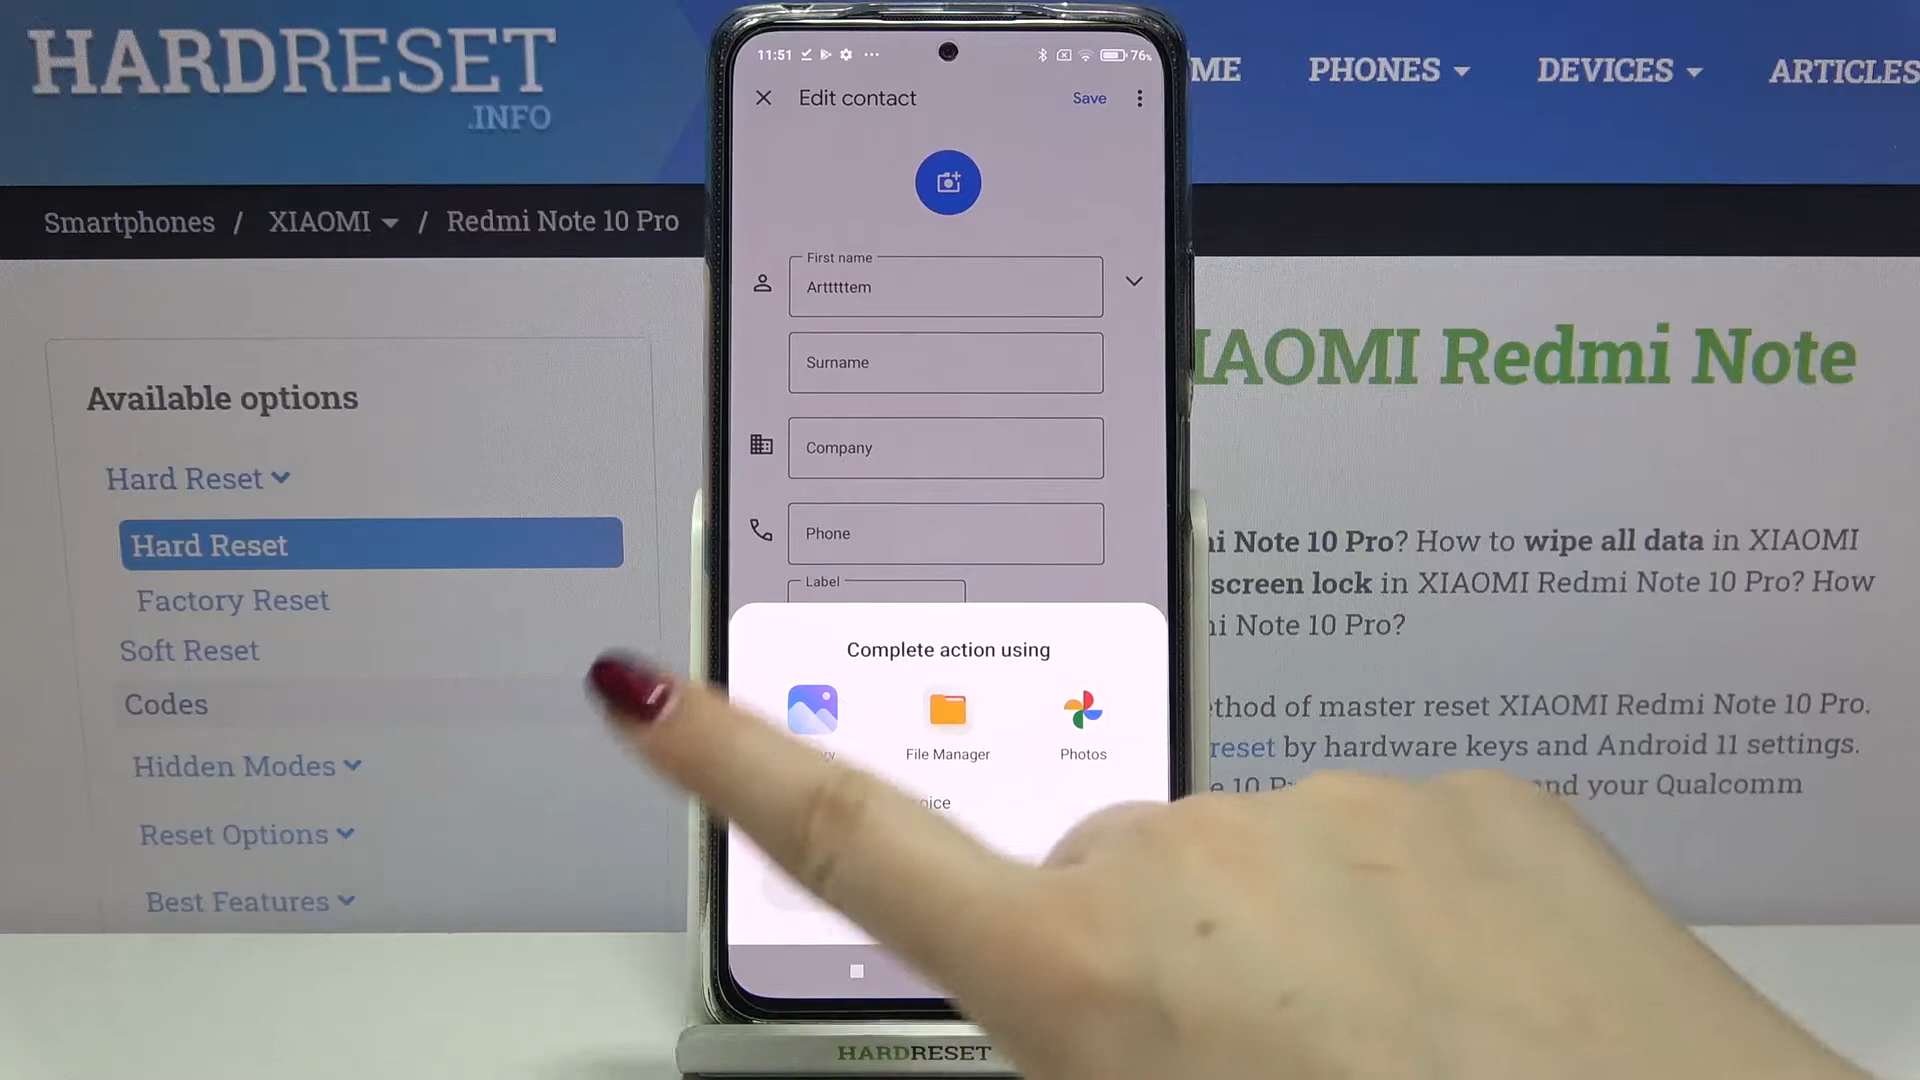 HARDRESET
.INFO
ME PHONES DEVICES ARTICLES
Smartphones / XIAOMI / Redmi Note 10 Pro
Available options
Hard Reset
Hard Reset
Factory Reset
Soft Reset
Codes
Hidden Modes
Reset Options
Best Features
11:51 76%
Edit contact Save
First name
Artttttem
Surname
Company
Phone
Label
Complete action using
File Manager Photos
IAOMI Redmi Note
Note 10 Pro? How to wipe all data in XIAOMI
screen lock in XIAOMI Redmi Note 10 Pro? How
Note 10 Pro?
thod of master reset XIAOMI Redmi Note 10 Pro.
reset by hardware keys and Android 11 settings.
and your Qualcomm
HARDRESET